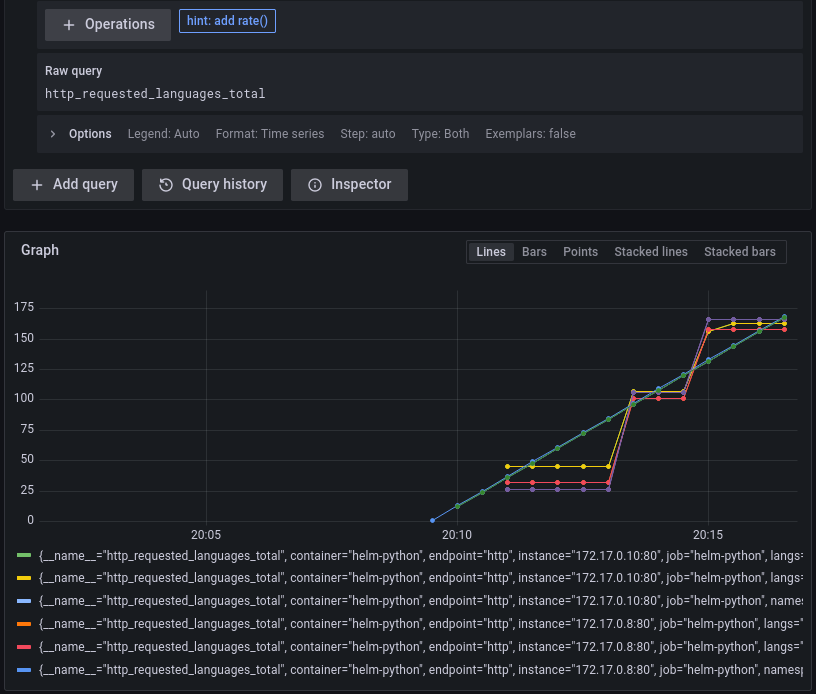 + Operations hint: add rate()
Raw query
http_requested_languages_total
Options Legend: Auto Format: Time series Step: auto Type: Both Exemplars: false
+ Add query Query history Inspector
Graph Lines Bars Points Stacked lines Stacked bars
175
150
125
100
75
50
25
0
20:05 20:10 20:15
{__name__="http_requested_languages_total", container="helm-python", endpoint="http", instance="172.17.0.10:80", job="helm-python", langs=
{__name__="http_requested_languages_total", container="helm-python", endpoint="http", instance="172.17.0.10:80", job="helm-python", langs=
{__name__="http_requested_languages_total", container="helm-python", endpoint="http", instance="172.17.0.10:80", job="helm-python", names
{__name__="http_requested_languages_total", container="helm-python", endpoint="http", instance="172.17.0.8:80", job="helm-python", langs="
{__name__="http_requested_languages_total", container="helm-python", endpoint="http", instance="172.17.0.8:80", job="helm-python", langs="
{__name__="http_requested_languages_total", container="helm-python", endpoint="http", instance="172.17.0.8:80", job="helm-python", namesp